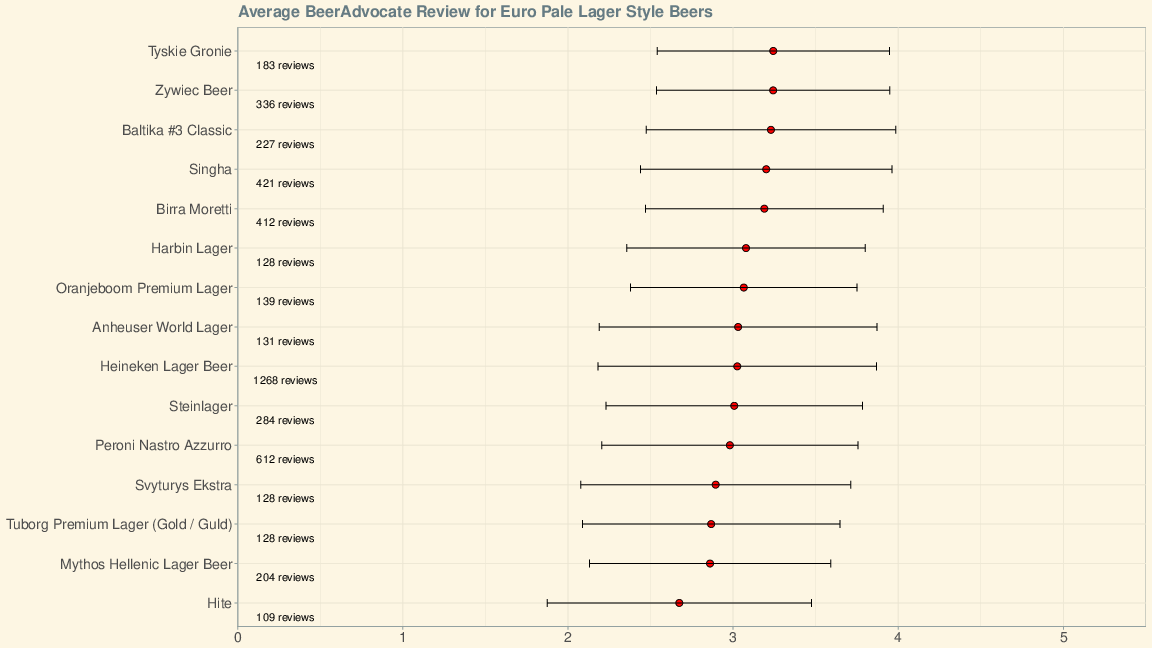 Average BeerAdvocate Review for Euro Pale Lager Style Beers
Tyskie Gronie
183 reviews
Zywiec Beer
336 reviews
Baltika #3 Classic
227 reviews
Singha
421 reviews
Birra Moretti
412 reviews
Harbin Lager
128 reviews
Oranjeboom Premium Lager
139 reviews
Anheuser World Lager
131 reviews
Heineken Lager Beer
1268 reviews
Steinlager
284 reviews
Peroni Nastro Azzurro
612 reviews
Svyturys Ekstra
128 reviews
Tuborg Premium Lager (Gold / Guld)
128 reviews
Mythos Hellenic Lager Beer
204 reviews
Hite
109 reviews
0 1 2 3 4 5